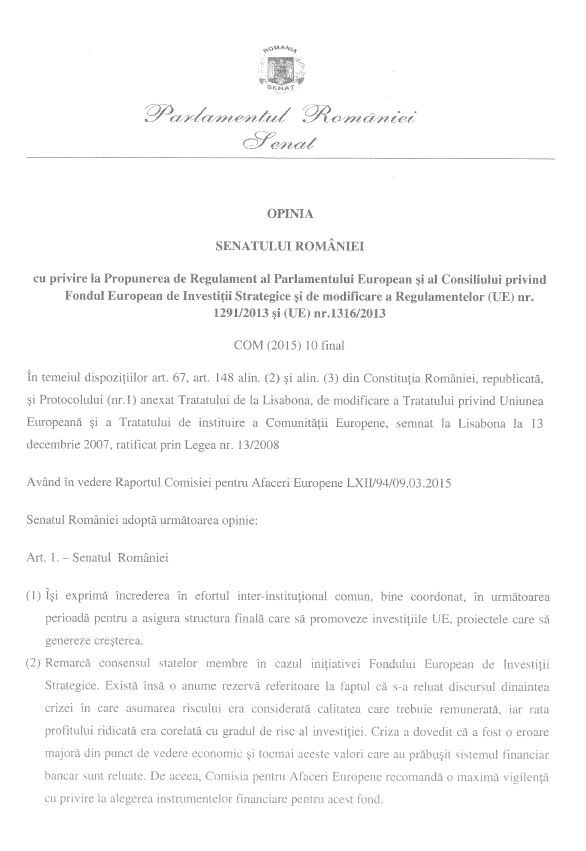 ROMANIA
SENAT
Parlamentul României
Senat
OPINIA
SENATULUI ROMÂNIEI
cu privire la Propunerea de Regulament al Parlamentului European și al Consiliului privind
Fondul European de Investiții Strategice și de modificare a Regulamentelor (UE) nr.
1291/2013 și (UE) nr.1316/2013
COM (2015) 10 final
În temeiul dispozițiilor art. 67, art. 148 alin. (2) și alin. (3) din Constituția României, republicată,
și Protocolului (nr.1) anexat Tratatului de la Lisabona, de modificare a Tratatului privind Uniunea
Europeană și a Tratatului de instituire a Comunității Europene, semnat la Lisabona la 13
decembrie 2007, ratificat prin Legea nr. 13/2008
Având în vedere Raportul Comisiei pentru Afaceri Europene LXII/94/09.03.2015
Senatul României adoptă următoarea opinie:
Art. 1. – Senatul României
(1) Își exprimă încrederea în efortul inter-instituțional comun, bine coordonat, în următoarea
perioadă pentru a asigura structura finală care să promoveze investițiile UE, proiectele care să
genereze creșterea.
(2) Remarcă consensul statelor membre în cazul inițiativei Fondului European de Investiții
Strategice. Există însă o anume rezervă referitoare la faptul că s-a reluat discursul dinaintea
crizei în care asumarea riscului era considerată calitatea care trebuie remunerată, iar rata
profitului ridicată era corelată cu gradul de risc al investiției. Criza a dovedit că a fost o eroare
majoră din punct de vedere economic și tocmai aceste valori care au prăbușit sistemul financiar
bancar sunt reluate. De aceea, Comisia pentru Afaceri Europene recomandă o maximă vigilență
cu privire la alegerea instrumentelor financiare pentru acest fond.